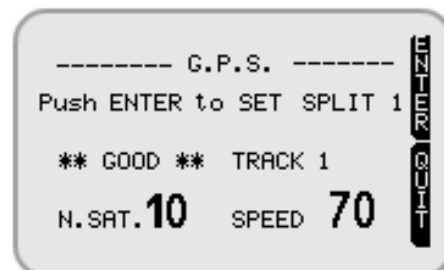 -------- G.P.S. -------
Push ENTER to SET SPLIT 1
** GOOD ** TRACK 1
N.SAT.10 SPEED 70
ENTER
QUIT